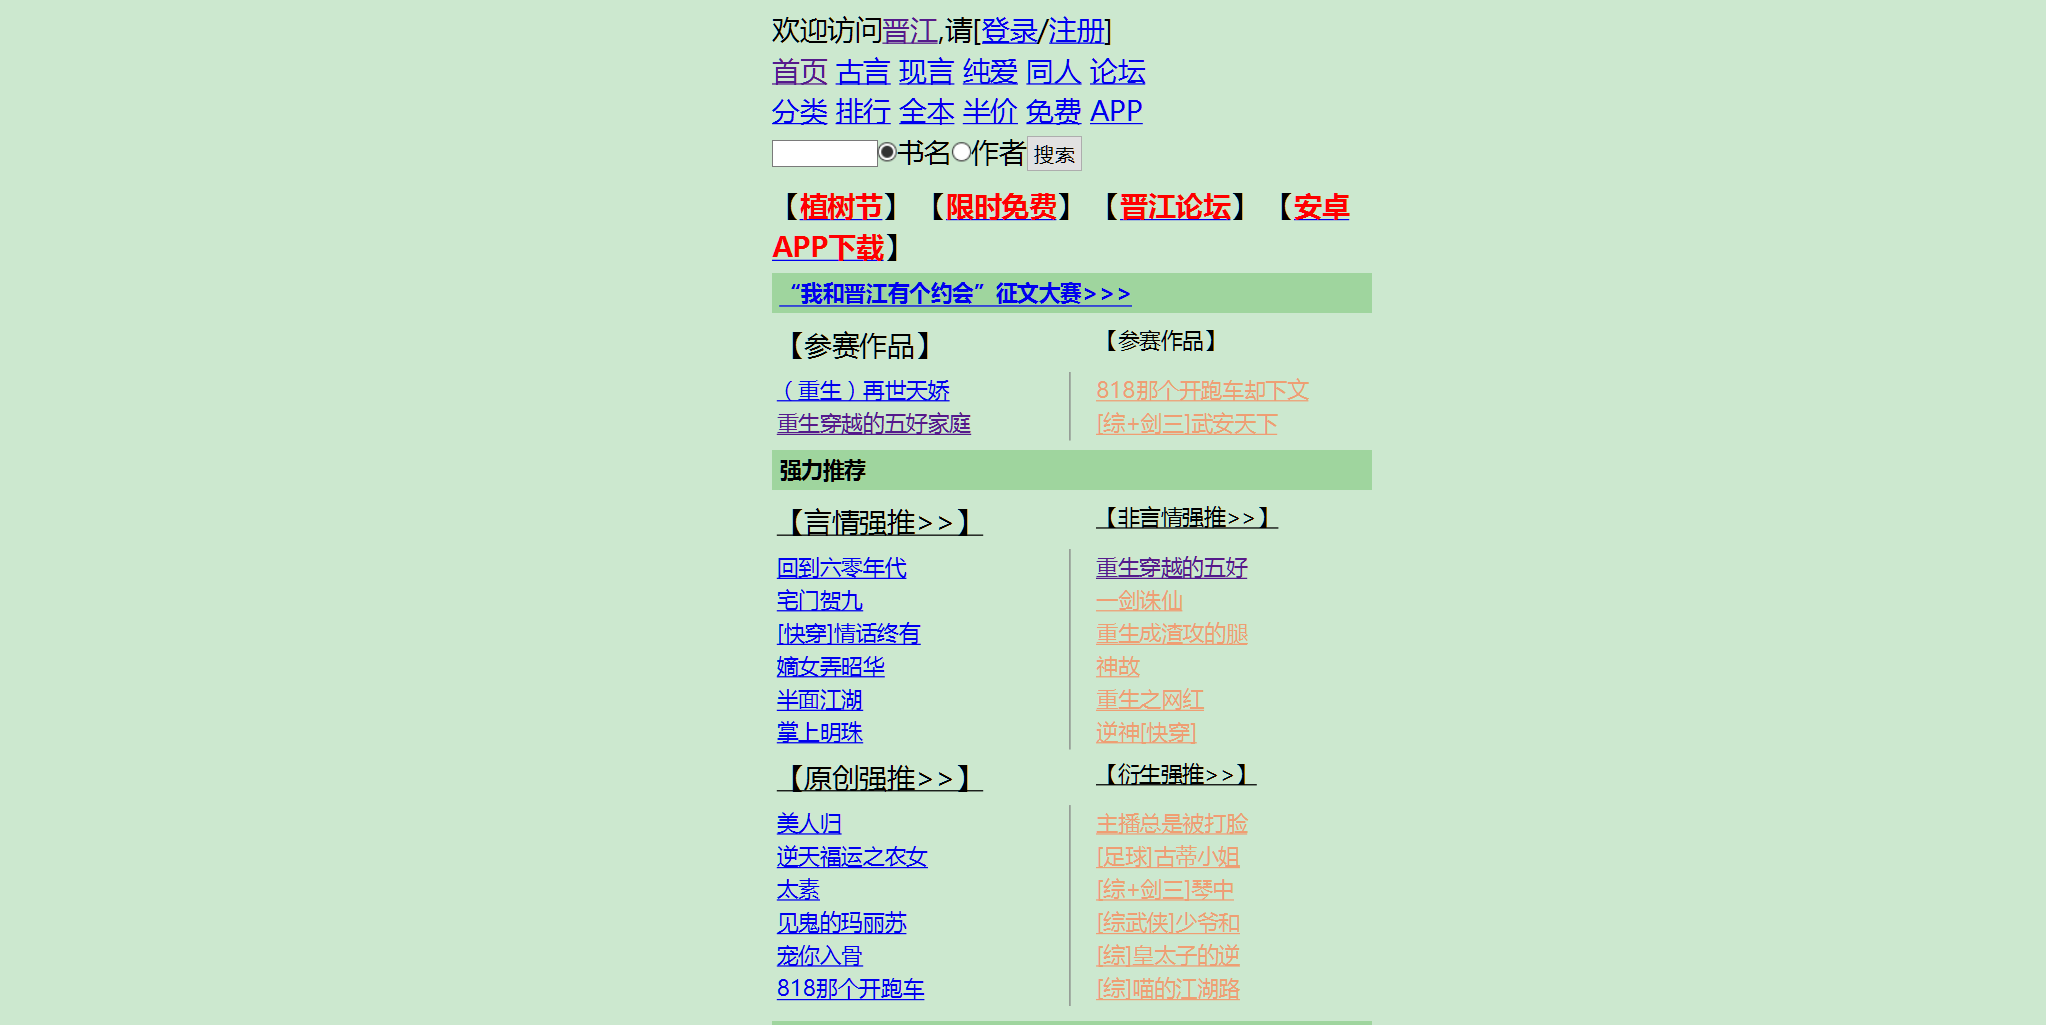 欢迎访问晋江,请[登录/注册]
首页 古言 现言 纯爱 同人 论坛
分类 排行 全本 半价 免费 APP
书名 作者 搜索
【植树节】 【限时免费】 【晋江论坛】 【安卓
APP下载】
“我和晋江有个约会”征文大赛>>>
【参赛作品】 【参赛作品】
（重生）再世天娇 818那个开跑车却下文
重生穿越的五好家庭 [综+剑三]武安天下
强力推荐
【言情强推>>】 【非言情强推>>】
回到六零年代 重生穿越的五好
宅门贺九 一剑诛仙
[快穿]情话终有 重生成渣攻的腿
嫡女弄昭华 神故
半面江湖 重生之网红
掌上明珠 逆神[快穿]
【原创强推>>】 【衍生强推>>】
美人归 主播总是被打脸
逆天福运之农女 [足球]古蒂小姐
太素 [综+剑三]琴中
见鬼的玛丽苏 [综武侠]少爷和
宠你入骨 [综]皇太子的逆
818那个开跑车 [综]喵的江湖路